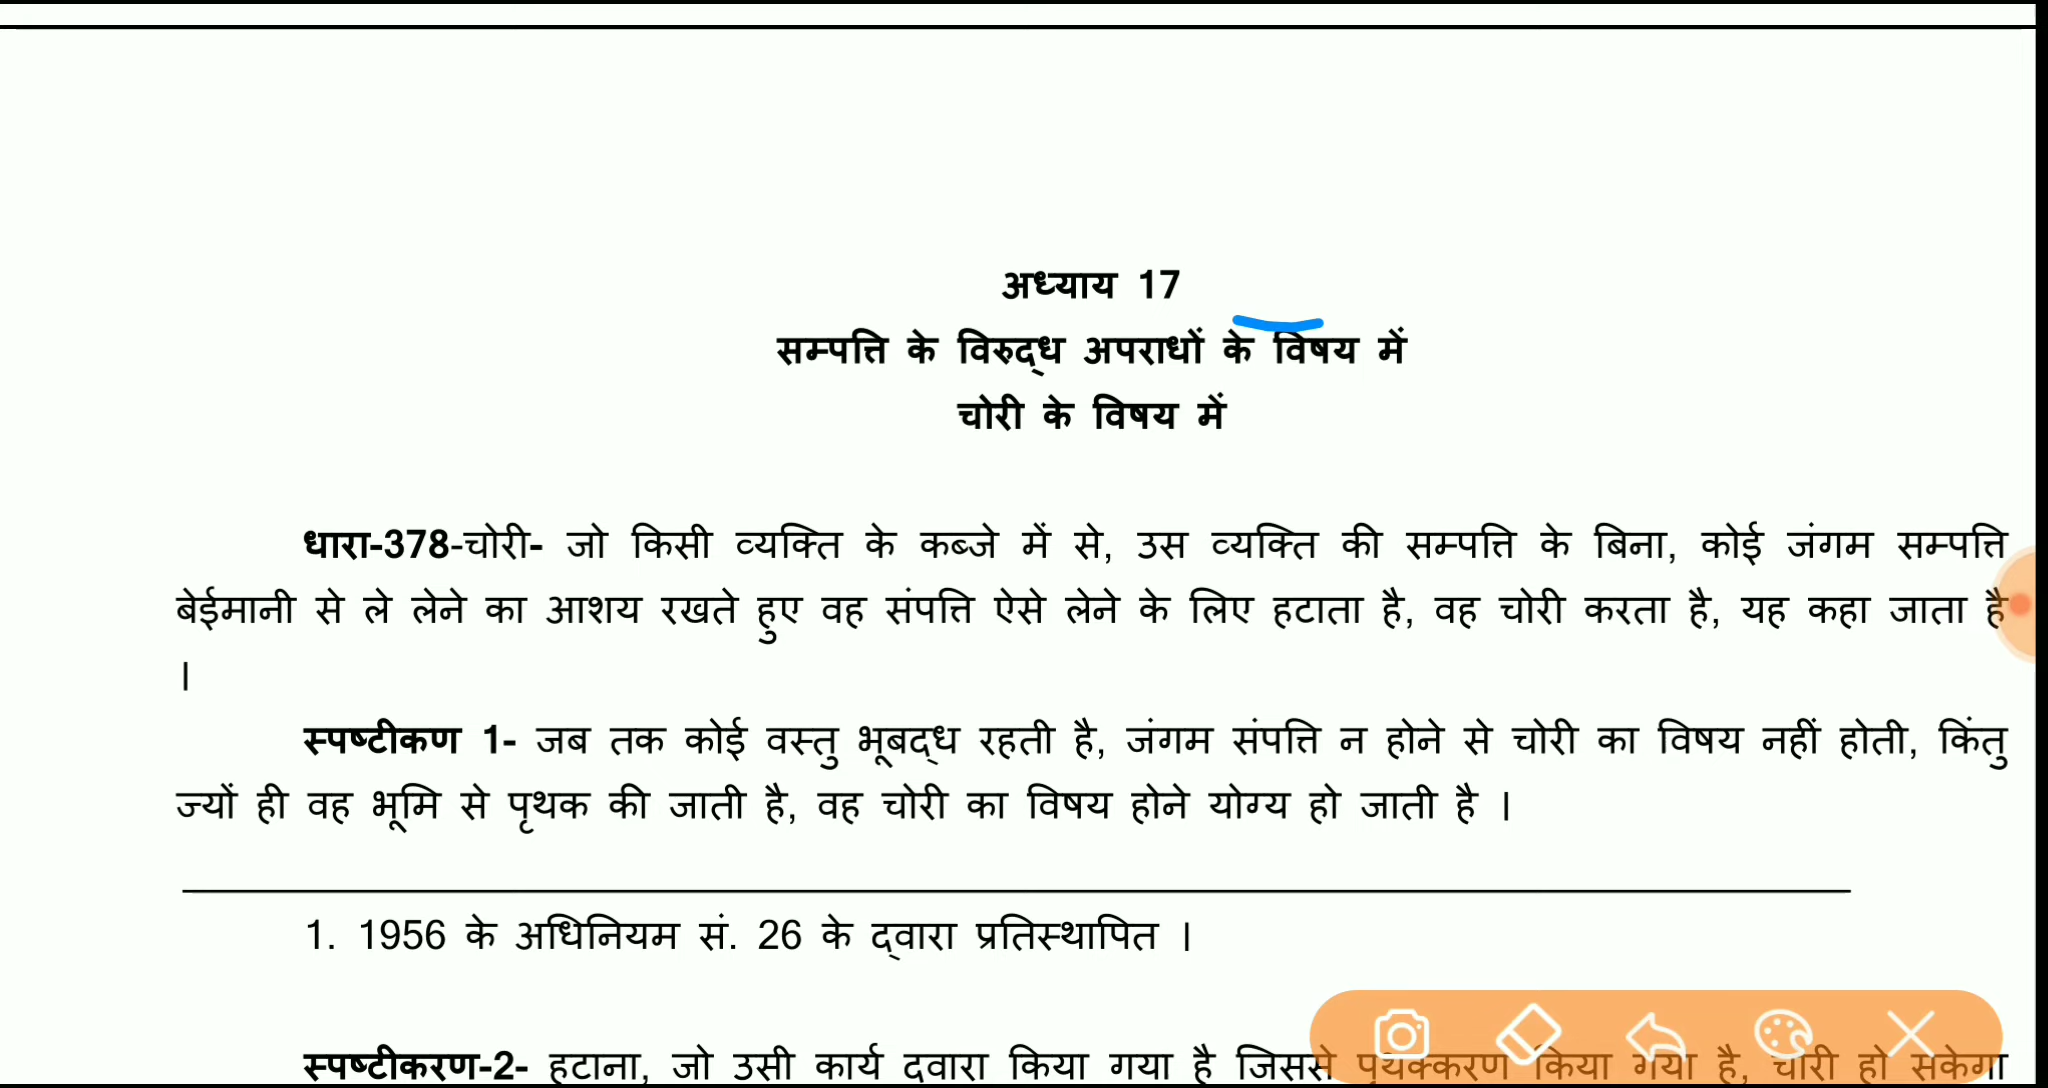 अध्याय 17
सम्पत्ति के विरुद्ध अपराधों के विषय में
चोरी के विषय में
धारा-378-चोरी- जो किसी व्यक्ति के कब्जे में से, उस व्यक्ति की सम्पत्ति के बिना, कोई जंगम सम्पत्ति
बेईमानी से ले लेने का आशय रखते हुए वह संपत्ति ऐसे लेने के लिए हटाता है, वह चोरी करता है, यह कहा जाता है
।
स्पष्टीकण 1- जब तक कोई वस्तु भूबद्ध रहती है, जंगम संपत्ति न होने से चोरी का विषय नहीं होती, किंतु
ज्यों ही वह भूमि से पृथक की जाती है, वह चोरी का विषय होने योग्य हो जाती है ।
1. 1956 के अधिनियम सं. 26 के द्वारा प्रतिस्थापित ।
स्पष्टीकरण-2- हटाना, जो उसी कार्य द्वारा किया गया है जिससे पृथक्करण किया गया है, चोरी हो सकेगा